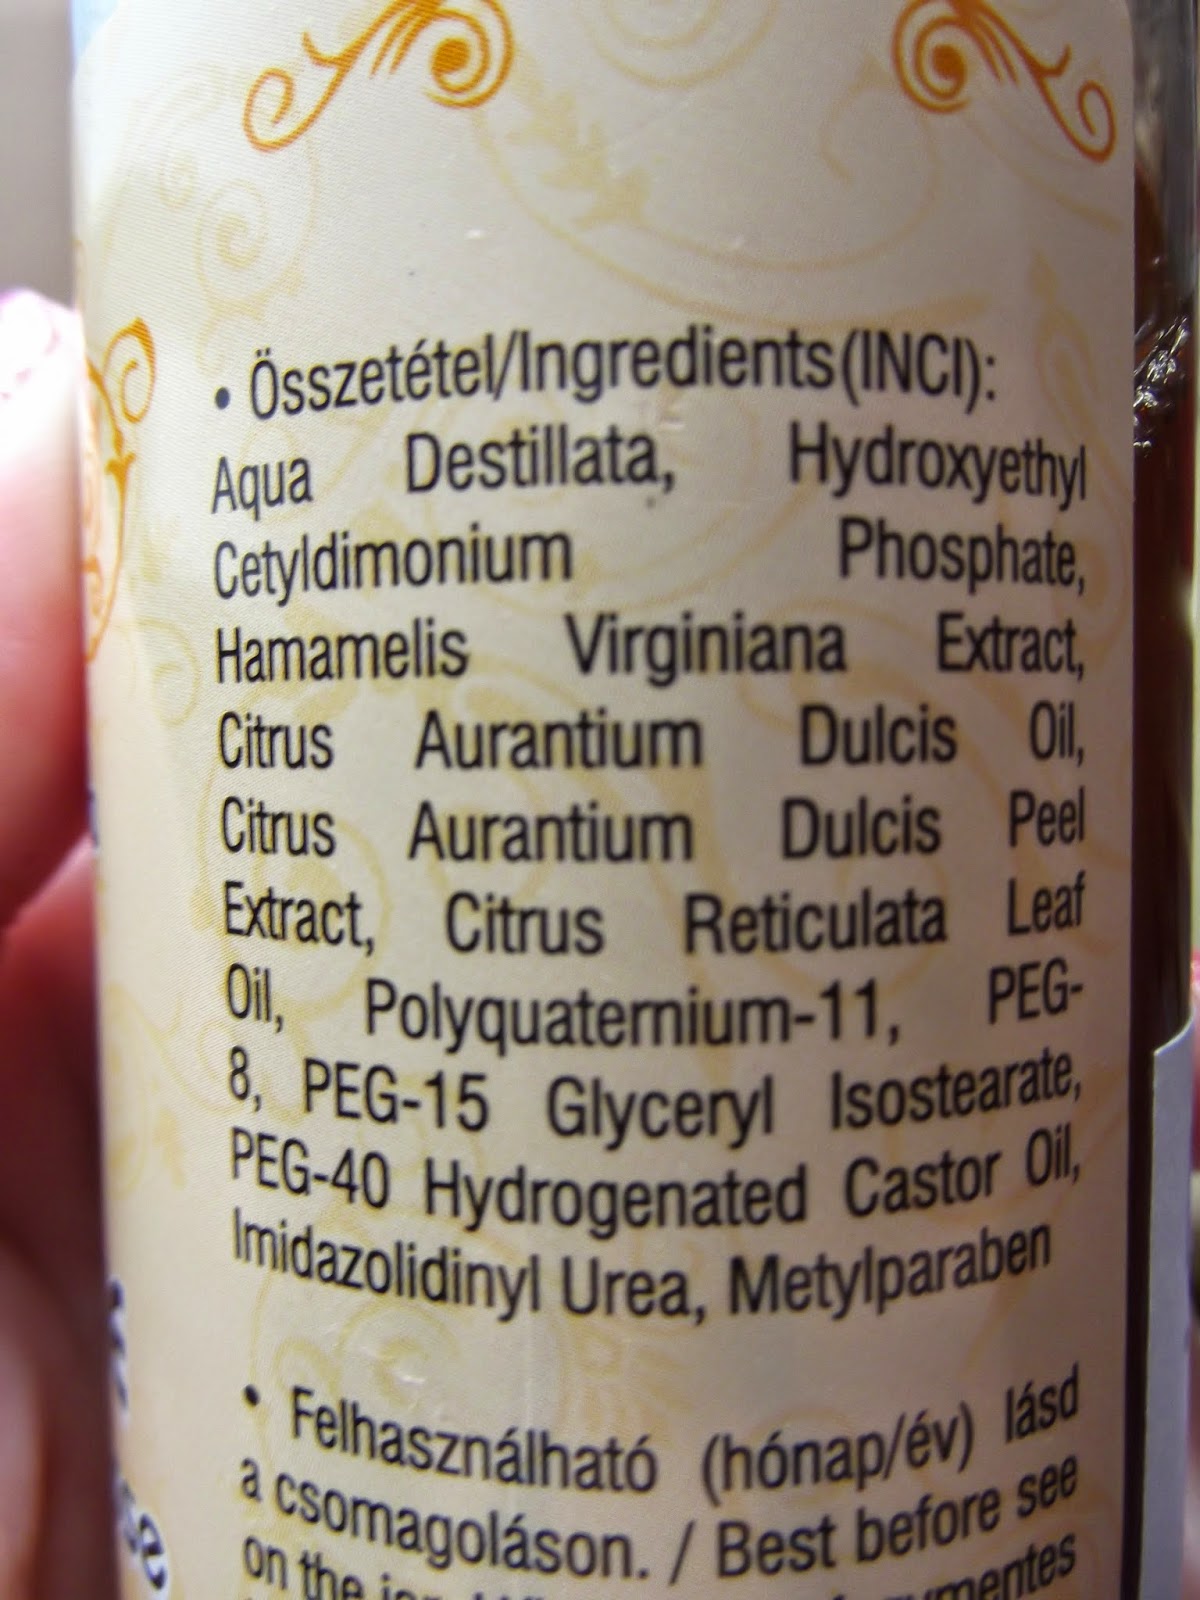 • Összetétel/Ingredients(INCI):
Aqua Destillata, Hydroxyethyl
Cetyldimonium Phosphate,
Hamamelis Virginiana Extract,
Citrus Aurantium Dulcis Oil,
Citrus Aurantium Dulcis Peel
Extract, Citrus Reticulata Leaf
Oil, Polyquaternium-11, PEG-
8, PEG-15 Glyceryl Isostearate,
PEG-40 Hydrogenated Castor Oil,
Imidazolidinyl Urea, Metylparaben
• Felhasználható (hónap/év) lásd
a csomagoláson. / Best before see
on the